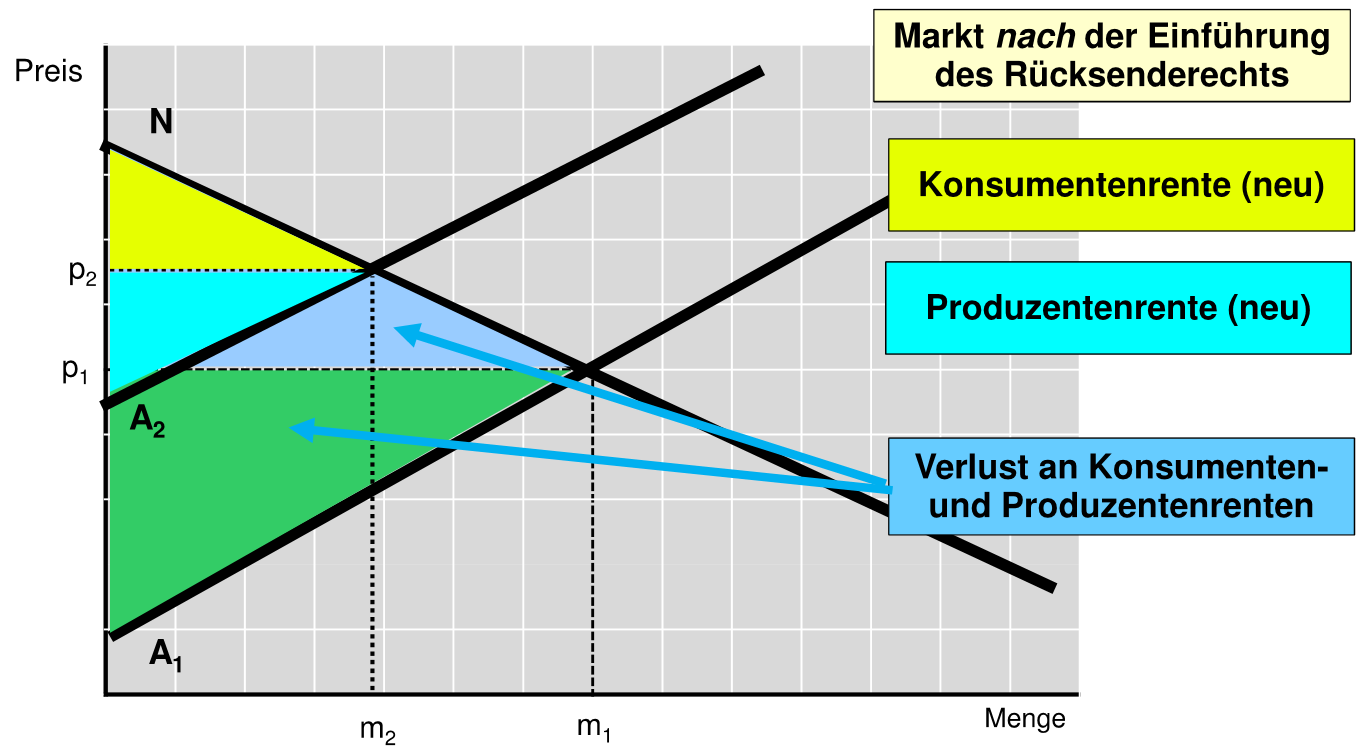 Markt nach der Einführung
des Rücksenderechts
Preis
N
Konsumentenrente (neu)
p2
Produzentenrente (neu)
p1
A2
Verlust an Konsumenten-
und Produzentenrenten
A1
m2
m1
Menge